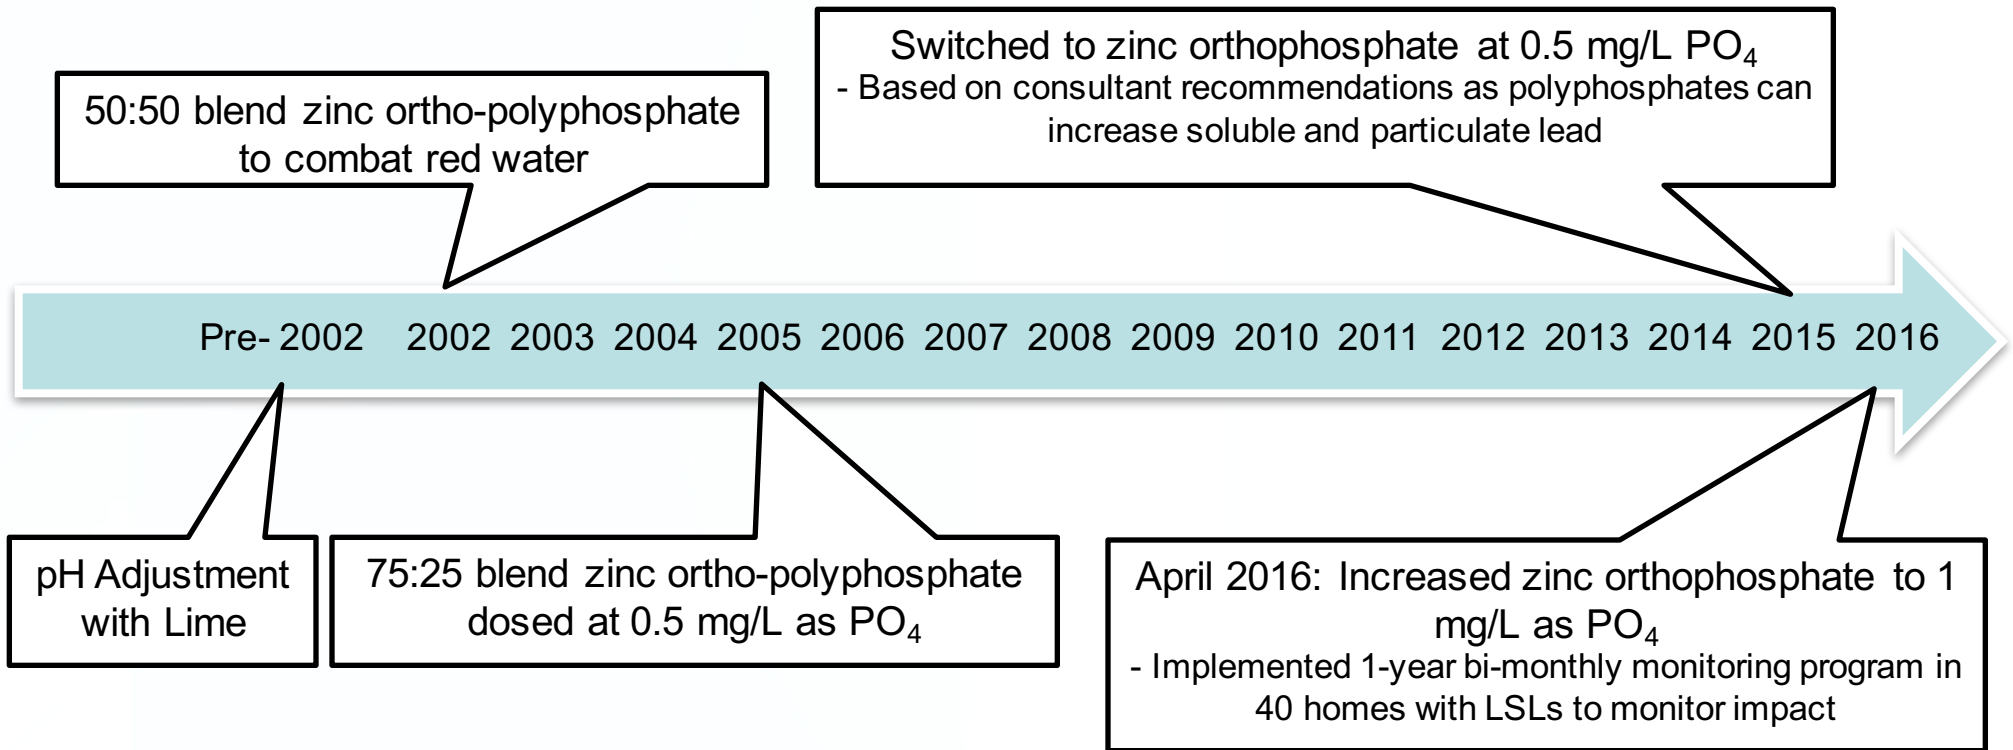 50:50 blend zinc ortho-polyphosphate
to combat red water
Switched to zinc orthophosphate at 0.5 mg/L PO₄
- Based on consultant recommendations as polyphosphates can
increase soluble and particulate lead
Pre- 2002 2002 2003 2004 2005 2006 2007 2008 2009 2010 2011 2012 2013 2014 2015 2016
pH Adjustment
with Lime
75:25 blend zinc ortho-polyphosphate
dosed at 0.5 mg/L as PO₄
April 2016: Increased zinc orthophosphate to 1
mg/L as PO₄
- Implemented 1-year bi-monthly monitoring program in
40 homes with LSLs to monitor impact